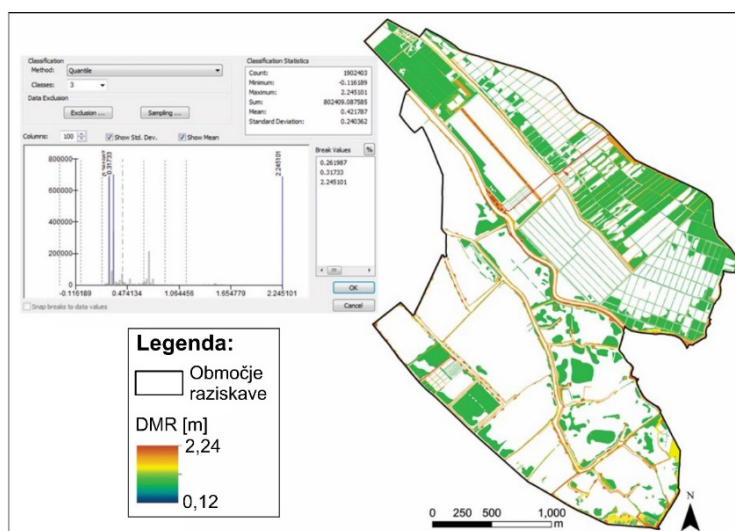 Classification
Method: Quantile
Classes: 3
Data Exclusion
Exclusion ...
Sampling ...
Classification Statistics
Count: 1902403
Minimum: -0.116189
Maximum: 2.245101
Sum: 802409.087585
Mean: 0.421787
Standard Deviation: 0.240362
Columns: 100
Show Std. Dev.
Show Mean
Break Values
%
0.261987
0.31733
2.245101
800000
600000
400000
200000
0
0.31733
2.245101
-0.116189
0.474134
1.064456
1.654779
2.245101
OK
Cancel
Snap breaks to data values
Legenda:
Območje
raziskave
DMR [m]
2,24
0,12
0 250 500 1,000
m
N